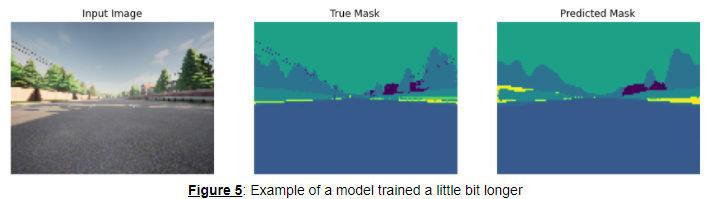 Input Image
True Mask
Predicted Mask
Figure 5: Example of a model trained a little bit longer